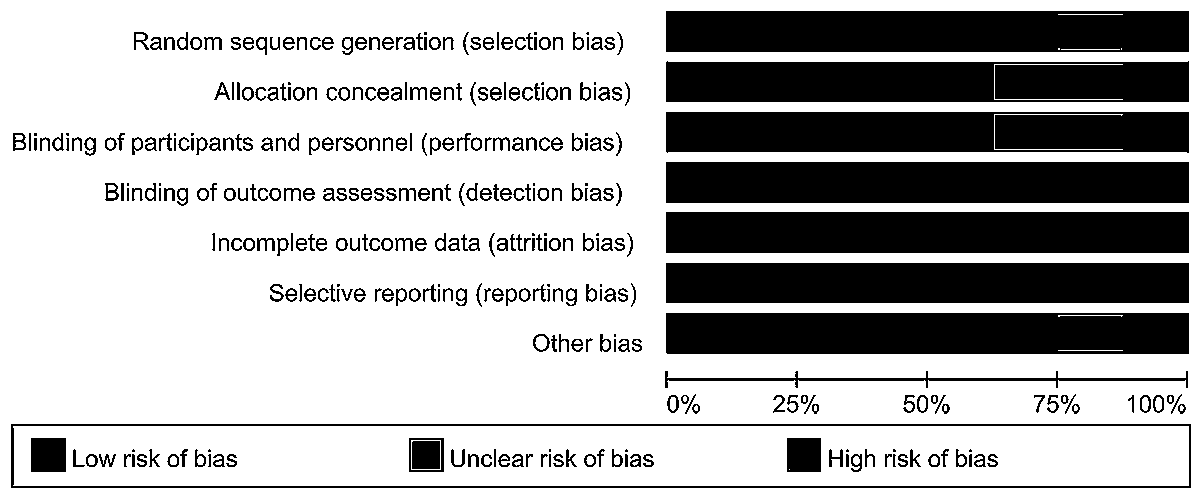 Random sequence generation (selection bias)
Allocation concealment (selection bias)
Blinding of participants and personnel (performance bias)
Blinding of outcome assessment (detection bias)
Incomplete outcome data (attrition bias)
Selective reporting (reporting bias)
Other bias
0% 25% 50% 75% 100%
Low risk of bias Unclear risk of bias High risk of bias